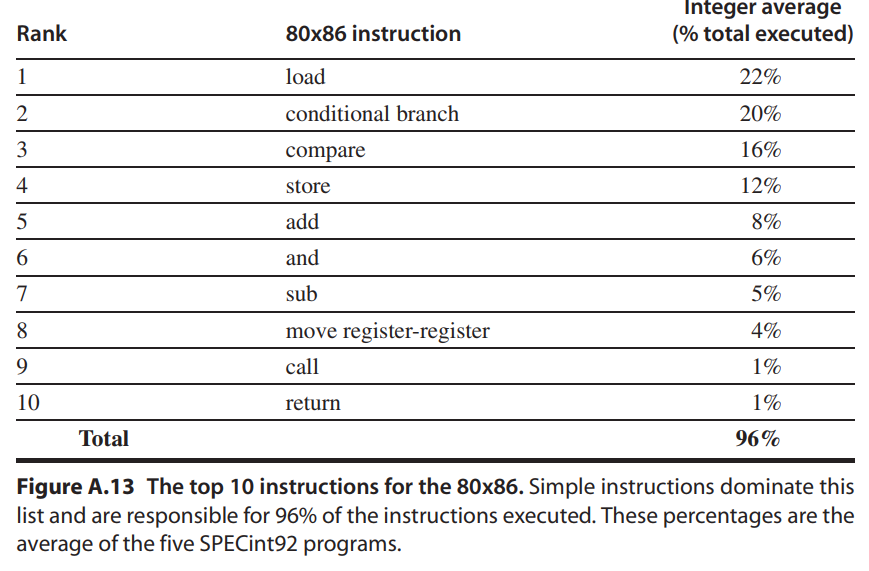 Integer average
Rank 80x86 instruction (% total executed)
1 load 22%
2 conditional branch 20%
3 compare 16%
4 store 12%
5 add 8%
6 and 6%
7 sub 5%
8 move register-register 4%
9 call 1%
10 return 1%
Total 96%
Figure A.13 The top 10 instructions for the 80x86. Simple instructions dominate this
list and are responsible for 96% of the instructions executed. These percentages are the
average of the five SPECint92 programs.